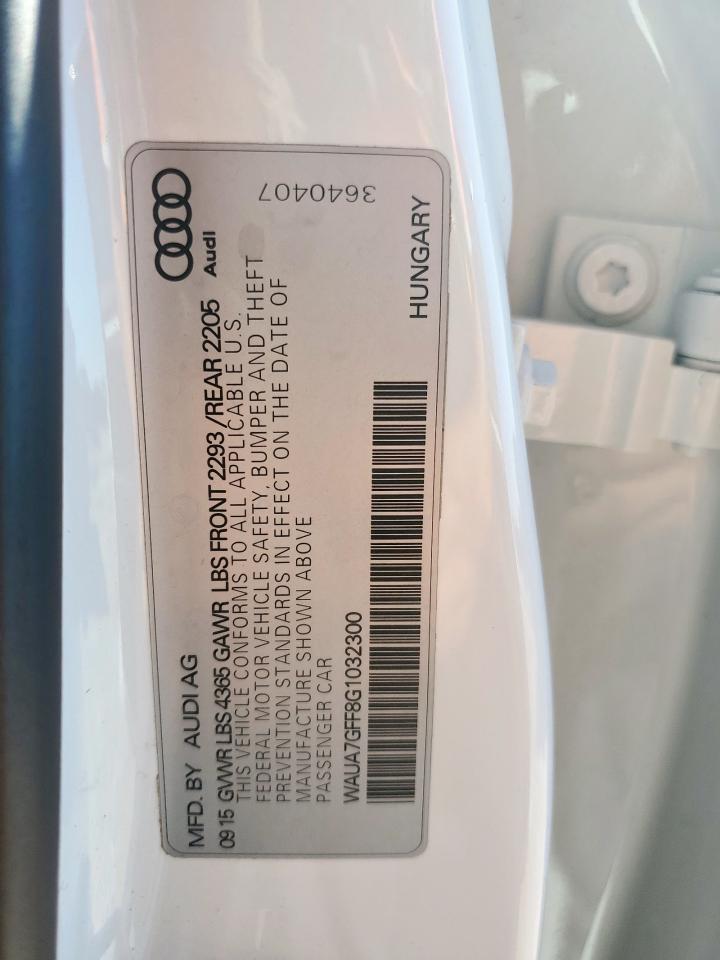 MFD. BY AUDI AG
Audi
09 15 GVWR LBS 4365 GAWR LBS FRONT 2293 /REAR 2205
THIS VEHICLE CONFORMS TO ALL APPLICABLE U.S.
FEDERAL MOTOR VEHICLE SAFETY, BUMPER AND THEFT
PREVENTION STANDARDS IN EFFECT ON THE DATE OF
MANUFACTURE SHOWN ABOVE
PASSENGER CAR
WAUA7GFF8G1032300
HUNGARY
3640407